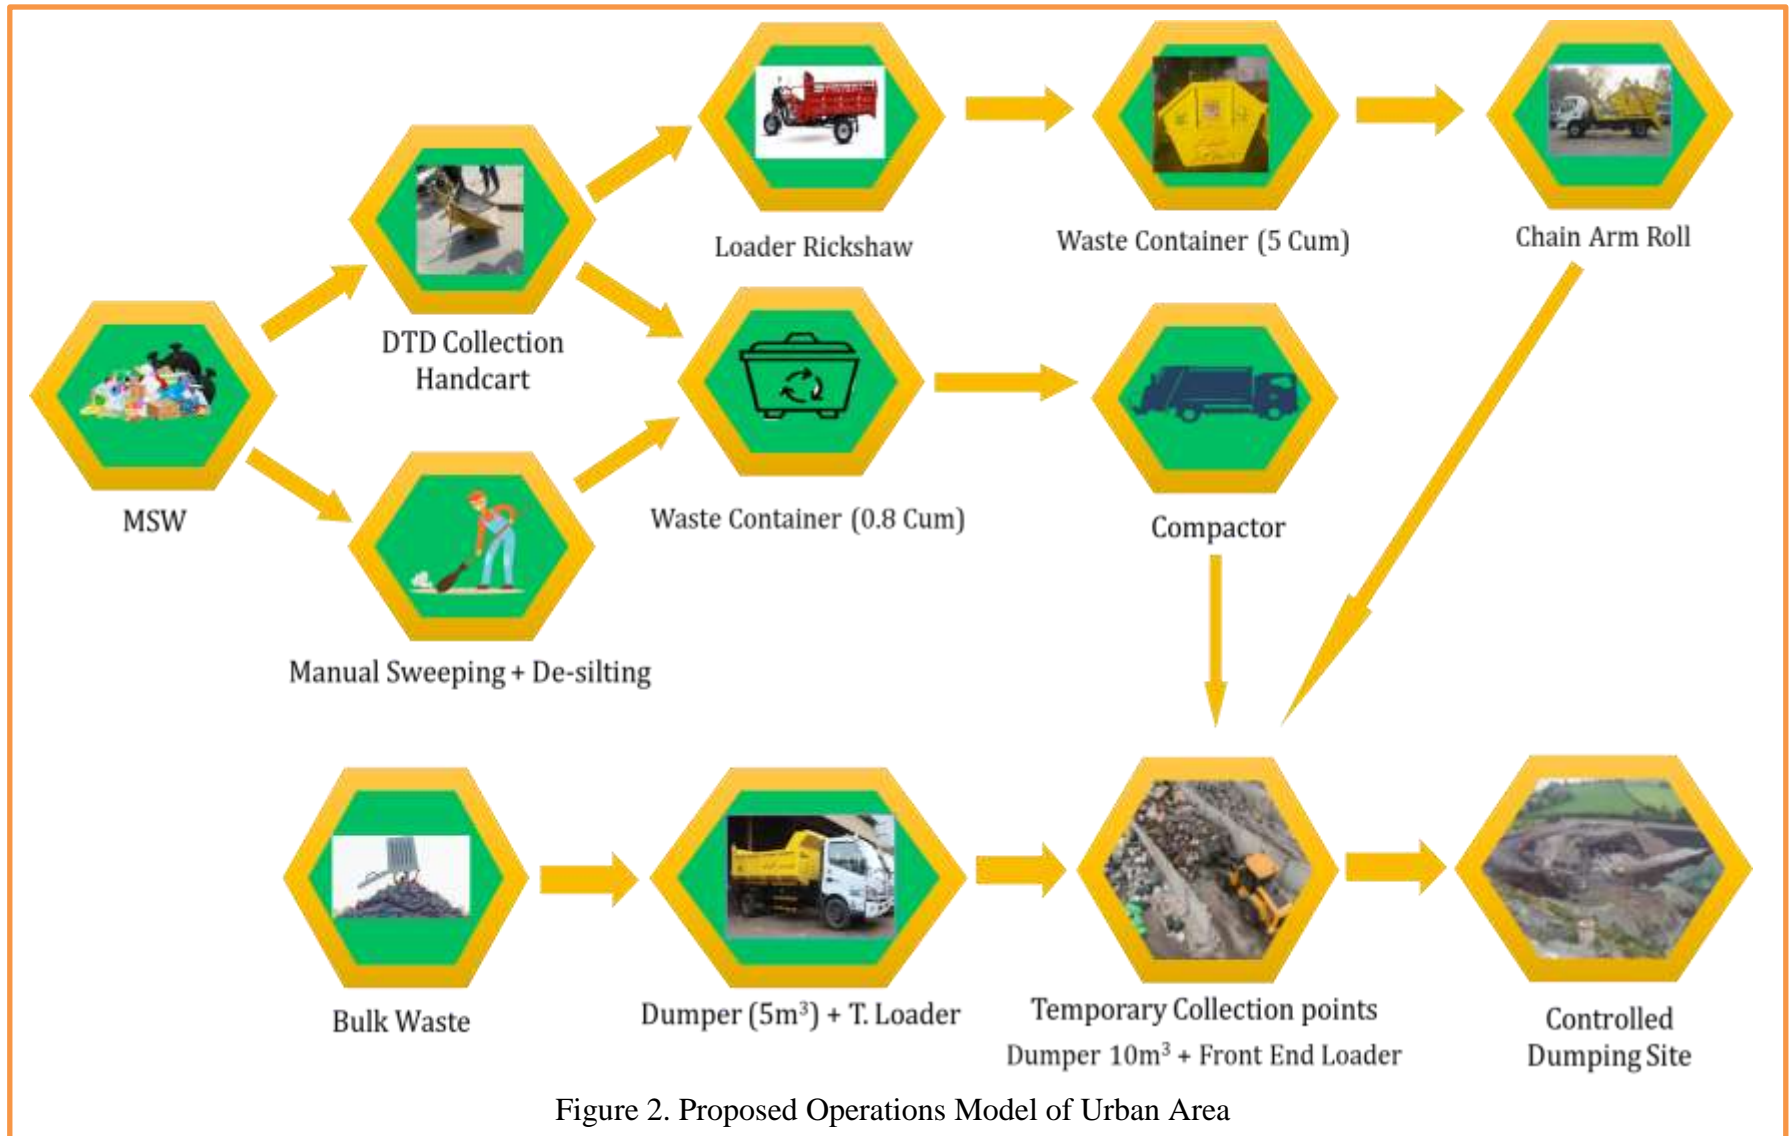 Loader Rickshaw
Waste Container (5 Cum)
Chain Arm Roll
DTD Collection
Handcart
MSW
Waste Container (0.8 Cum)
Compactor
Manual Sweeping + De-silting
Bulk Waste
Dumper (5m³) + T. Loader
Temporary Collection points
Dumper 10m³ + Front End Loader
Controlled
Dumping Site
Figure 2. Proposed Operations Model of Urban Area